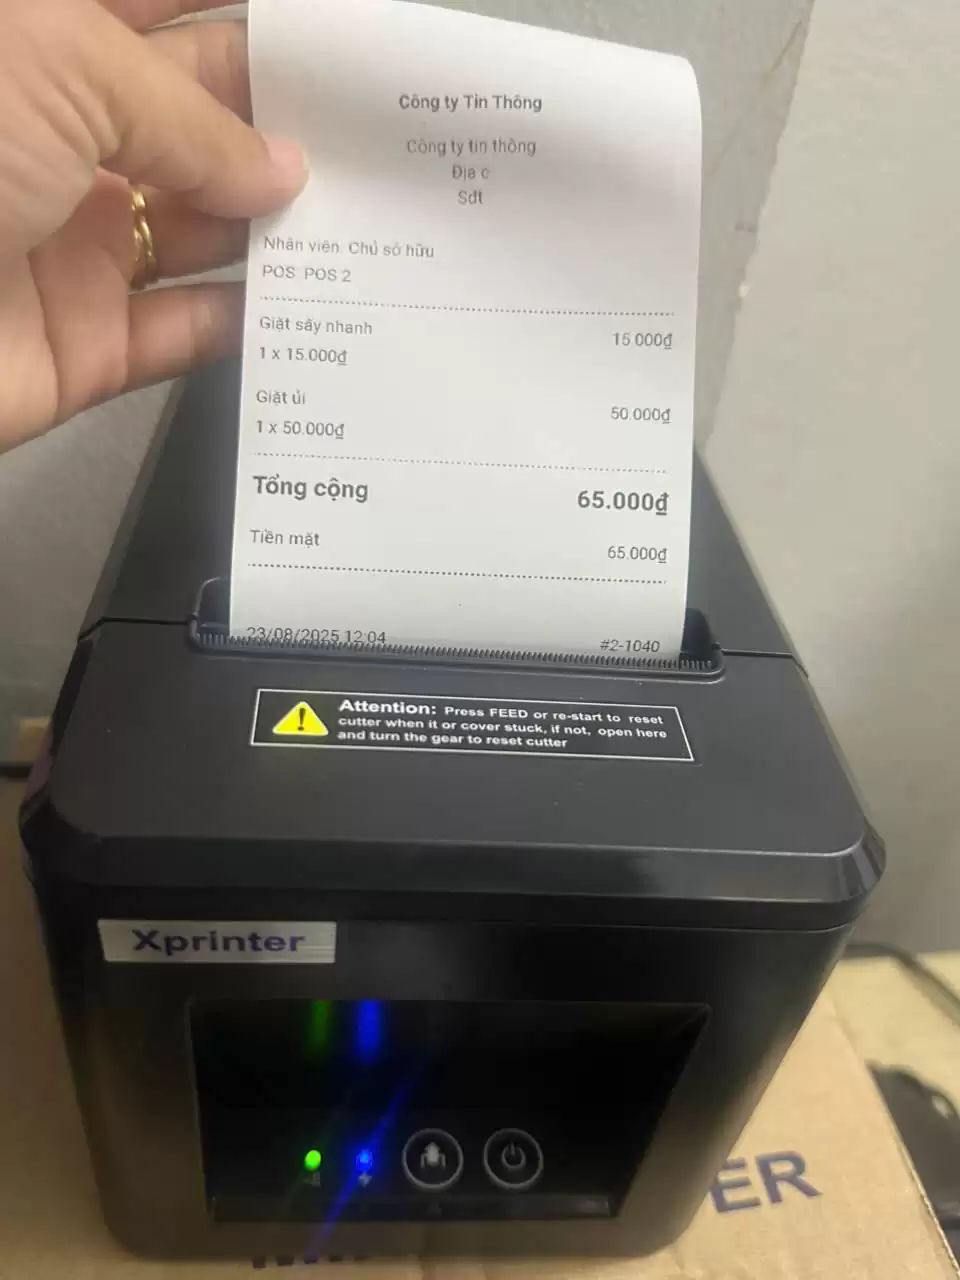 Công ty Tín Thông
Công ty tin thông
Địa c
Sdt
Nhân viên: Chủ sở hữu
POS: POS 2
Giặt sấy nhanh 15.000₫
1 x 15.000₫
Giặt ủi 50.000₫
1 x 50.000₫
Tổng cộng 65.000₫
Tiền mặt 65.000₫
23/08/2025 12:04 #2-1040
Attention: Press FEED or re-start to reset
cutter when it or cover stuck, if not, open here
and turn the gear to reset cutter
Xprinter
ER